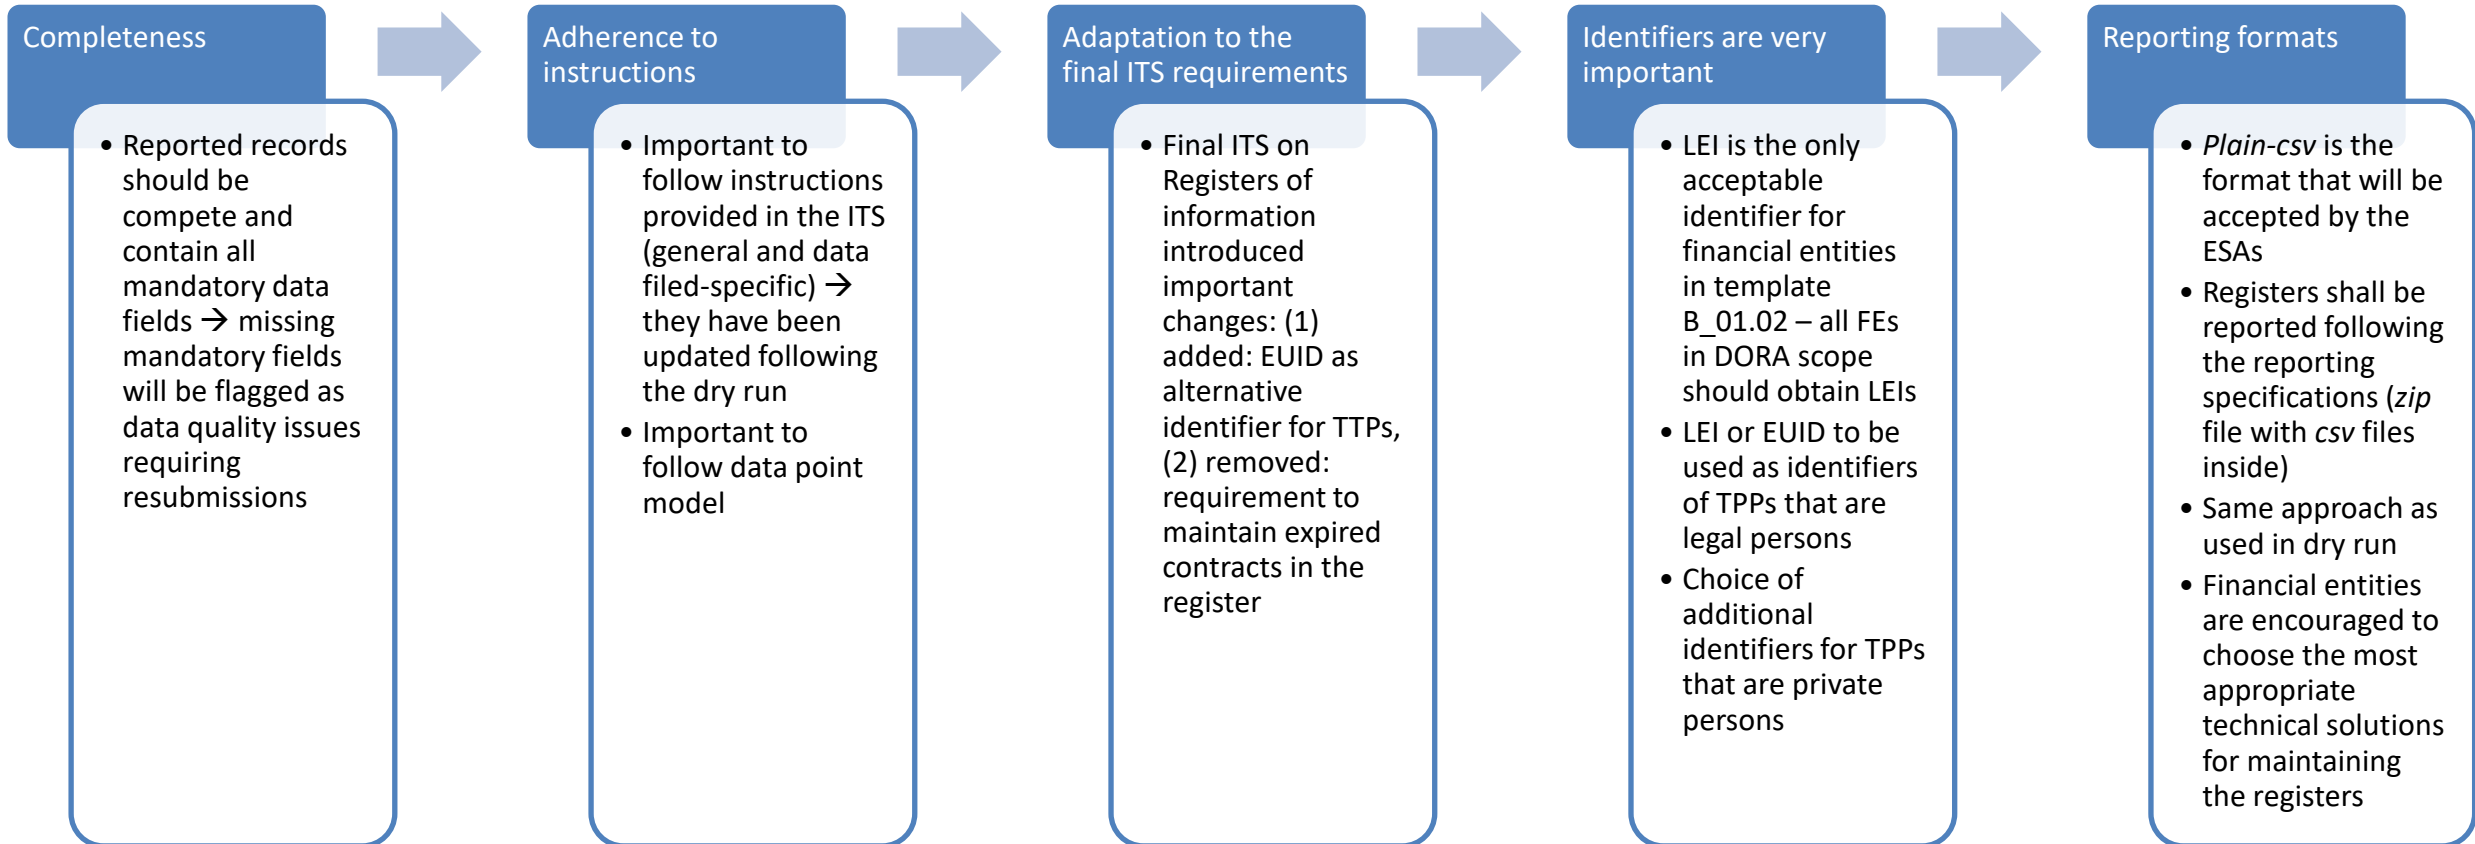 Completeness
• Reported records
should be
compete and
contain all
mandatory data
fields → missing
mandatory fields
will be flagged as
data quality issues
requiring
resubmissions
Adherence to
instructions
• Important to
follow instructions
provided in the ITS
(general and data
filed-specific) →
they have been
updated following
the dry run
• Important to
follow data point
model
Adaptation to the
final ITS requirements
• Final ITS on
Registers of
information
introduced
important
changes: (1)
added: EUID as
alternative
identifier for TTPs,
(2) removed:
requirement to
maintain expired
contracts in the
register
Identifiers are very
important
• LEI is the only
acceptable
identifier for
financial entities
in template
B_01.02 – all FEs
in DORA scope
should obtain LEIs
• LEI or EUID to be
used as identifiers
of TPPs that are
legal persons
• Choice of
additional
identifiers for TPPs
that are private
persons
Reporting formats
• Plain-csv is the
format that will be
accepted by the
ESAs
• Registers shall be
reported following
the reporting
specifications (zip
file with csv files
inside)
• Same approach as
used in dry run
• Financial entities
are encouraged to
choose the most
appropriate
technical solutions
for maintaining
the registers